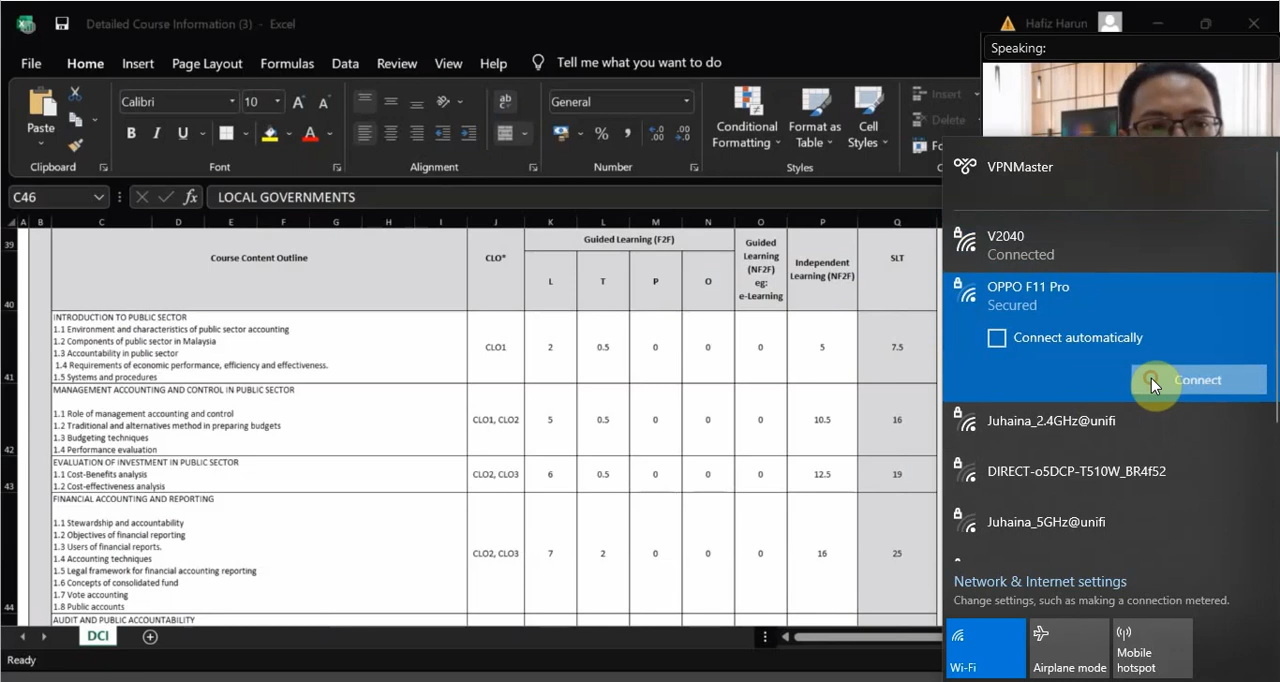 Detailed Course Information (3) - Excel
Hafiz Harun
File Home Insert Page Layout Formulas Data Review View Help Tell me what you want to do
Speaking:
Paste
Calibri 10
B I U
ab
General
% ,
Conditional Formatting
Format as Table
Cell Styles
Insert
Delete
Clipboard Font Alignment Number Styles
C46 fx LOCAL GOVERNMENTS
A B C D E F G H I J K L M N O P Q
39
40
41
42
43
44
Course Content Outline
CLO*
Guided Learning (F2F)
L T P O
Guided
Learning
(NF2F)
eg:
e-Learning
Independent
Learning (NF2F)
SLT
INTRODUCTION TO PUBLIC SECTOR
1.1 Environment and characteristics of public sector accounting
1.2 Components of public sector in Malaysia
1.3 Accountability in public sector
1.4 Requirements of economic performance, efficiency and effectiveness.
1.5 Systems and procedures
CLO1 2 0.5 0 0 0 5 7.5
MANAGEMENT ACCOUNTING AND CONTROL IN PUBLIC SECTOR
1.1 Role of management accounting and control
1.2 Traditional and alternatives method in preparing budgets
1.3 Budgeting techniques
1.4 Performance evaluation
CLO1, CLO2 5 0.5 0 0 0 10.5 16
EVALUATION OF INVESTMENT IN PUBLIC SECTOR
1.1 Cost-Benefits analysis
1.2 Cost-effectiveness analysis
CLO2, CLO3 6 0.5 0 0 0 12.5 19
FINANCIAL ACCOUNTING AND REPORTING
1.1 Stewardship and accountability
1.2 Objectives of financial reporting
1.3 Users of financial reports.
1.4 Accounting techniques
1.5 Legal framework for financial accounting reporting
1.6 Concepts of consolidated fund
1.7 Vote accounting
1.8 Public accounts
CLO2, CLO3 7 2 0 0 0 16 25
AUDIT AND PUBLIC ACCOUNTABILITY
DCI
Ready
VPNMaster
V2040
Connected
OPPO F11 Pro
Secured
Connect automatically
Connect
Juhaina_2.4GHz@unifi
DIRECT-o5DCP-T510W_BR4f52
Juhaina_5GHz@unifi
Network & Internet settings
Change settings, such as making a connection metered.
Wi-Fi
Airplane mode
Mobile hotspot